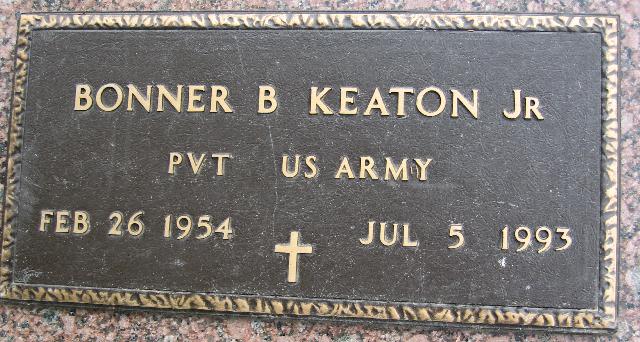 BONNER B KEATON JR
PVT US ARMY
FEB 26 1954 JUL 5 1993